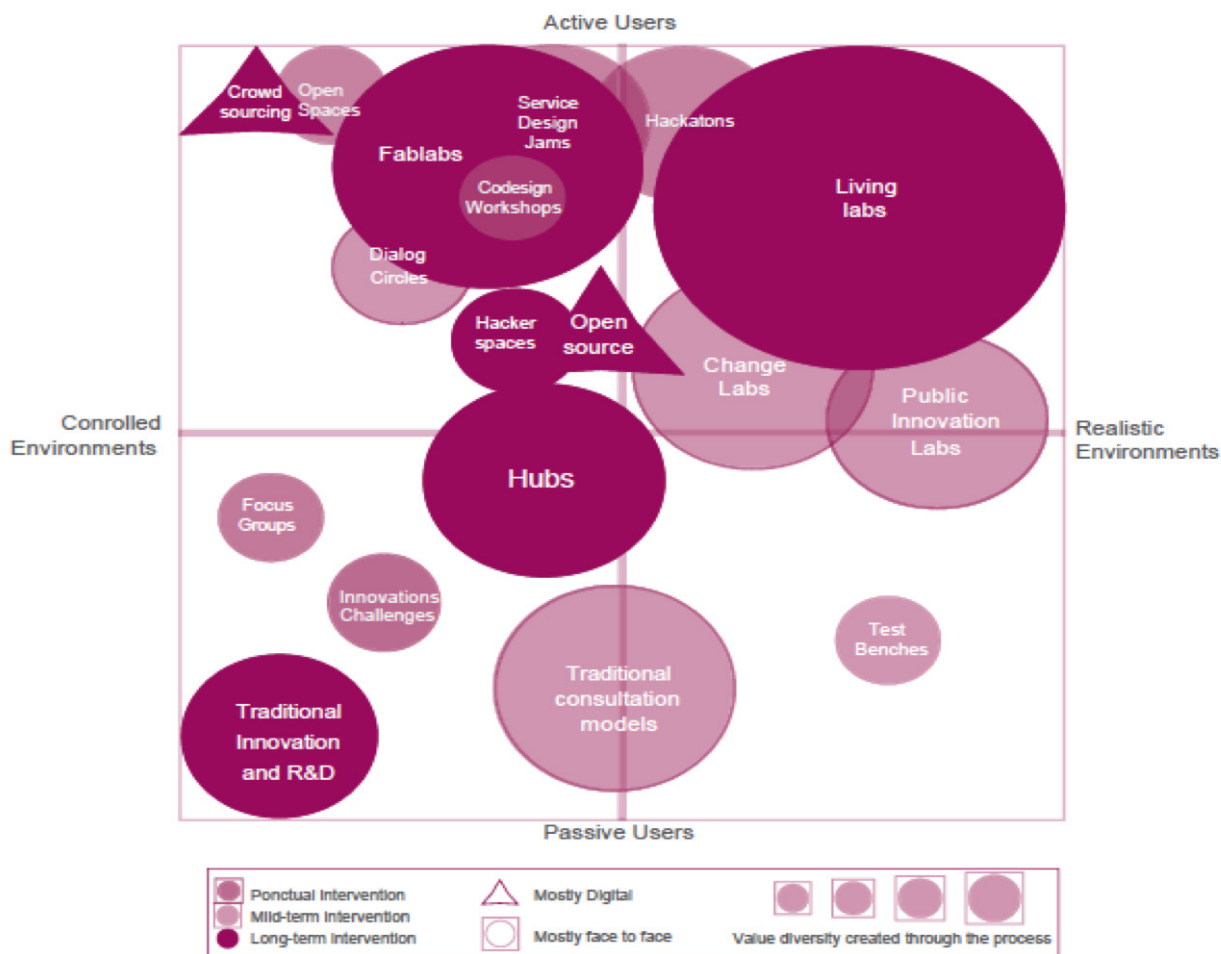 Active Users
Crowd
sourcing
Open
Spaces
Fablabs
Service
Design
Jams
Hackatons
Codesign
Workshops
Living
labs
Dialog
Circles
Hacker
spaces
Open
source
Change
Labs
Public
Innovation
Labs
Conrolled
Environments
Realistic
Environments
Hubs
Focus
Groups
Innovations
Challenges
Test
Benches
Traditional
Innovation
and R&D
Traditional
consultation
models
Passive Users
Ponctual Intervention
Mild-term Intervention
Long-term Intervention
Mostly Digital
Mostly face to face
Value diversity created through the process